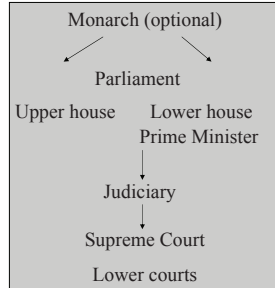 Monarch (optional)
Parliament
Upper house Lower house
Prime Minister
Judiciary
Supreme Court
Lower courts